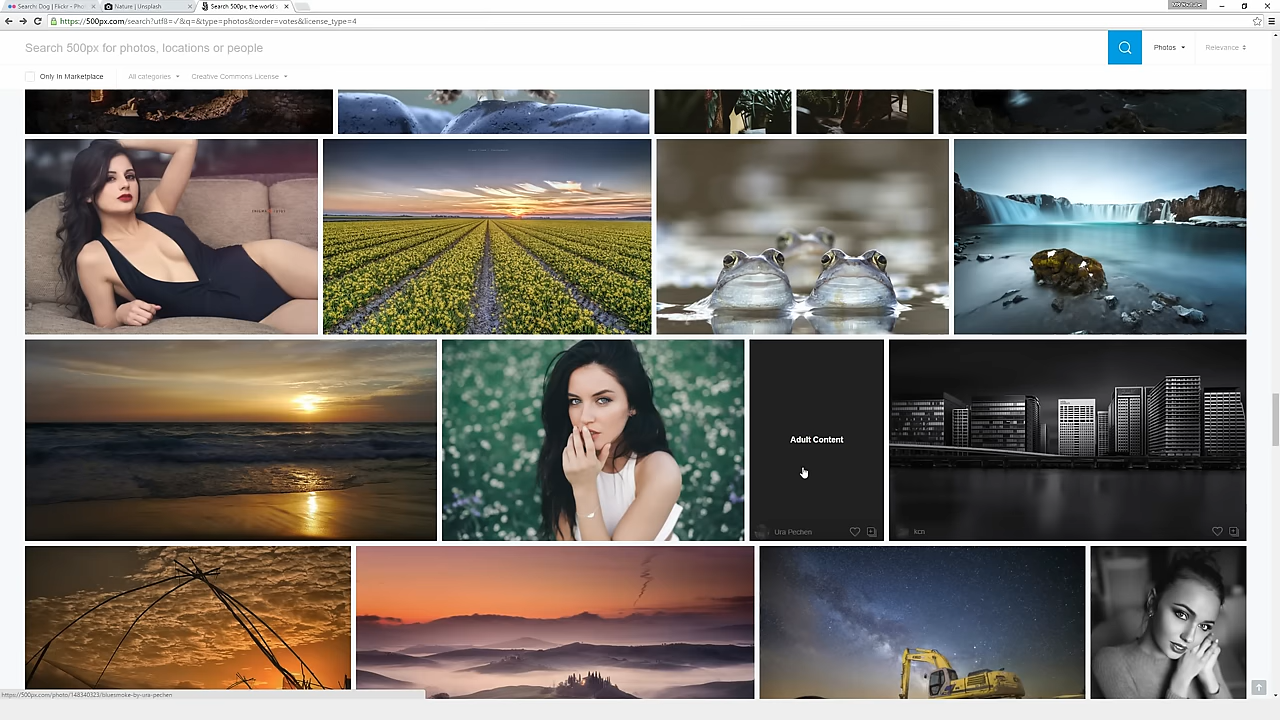 Search: Dog | Flickr - Pho
Nature | Unsplash
Search 500px, the world's
https://500px.com/search?utf8=✓&q=&type=photos&order=votes&license_type=4
Search 500px for photos, locations or people
Photos
Relevance
Only In Marketplace
All categories
Creative Commons License
Adult Content
Ura Pechen
kcn
https://500px.com/photo/148340323/bluesmoke-by-ura-pechen